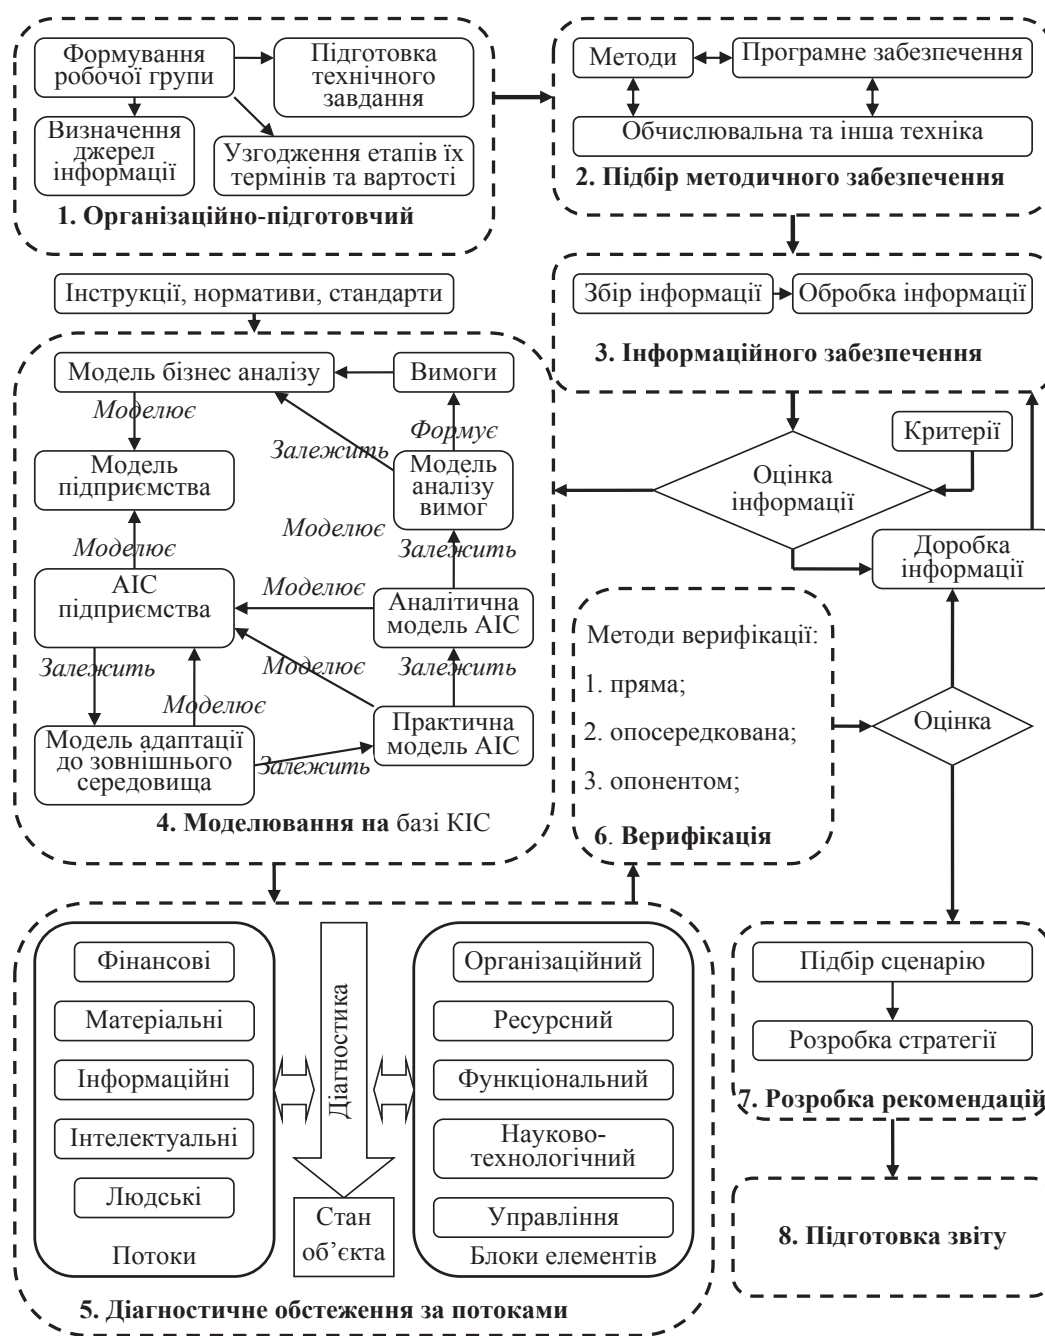 Формування
робочої групи
Підготовка
технічного
завдання
Визначення
джерел
інформації
Узгодження етапів їх
термінів та вартості
1. Організаційно-підготовчий
Методи
Програмне забезпечення
Обчислювальна та інша техніка
2. Підбір методичного забезпечення
Збір інформації
Обробка інформації
3. Інформаційного забезпечення
Інструкції, нормативи, стандарти
Модель бізнес аналізу
Вимоги
Моделює
Залежить
Формує
Модель
підприємства
Модель
аналізу
вимог
Моделює
Моделює
Залежить
АІС
підприємства
Моделює
Аналітична
модель АІС
Залежить
Моделює
Залежить
Моделює
Практична
модель АІС
Модель адаптації
до зовнішнього
середовища
Залежить
4. Моделювання на базі КІС
Критерії
Оцінка
інформації
Доробка
інформації
Методи верифікації:
1. пряма;
2. опосередкована;
3. опонентом;
6. Верифікація
Оцінка
Фінансові
Матеріальні
Інформаційні
Інтелектуальні
Людські
Потоки
Діагностика
Стан
об’єкта
Організаційний
Ресурсний
Функціональний
Науково-
технологічний
Управління
Блоки елементів
5. Діагностичне обстеження за потоками
Підбір сценарію
Розробка стратегії
7. Розробка рекомендацій
8. Підготовка звіту